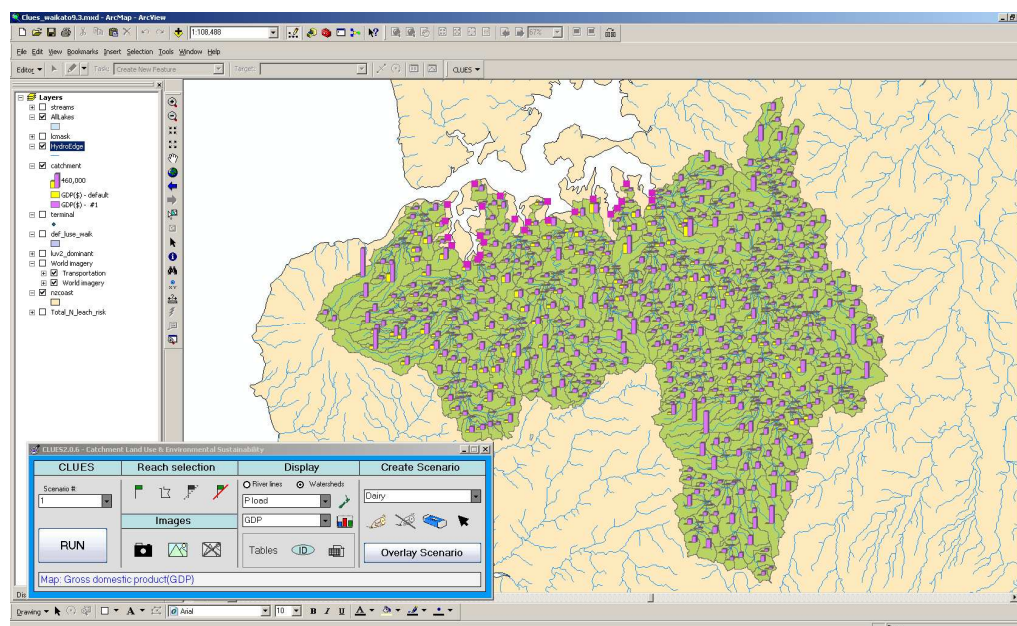 Clues_waikato9.3.mxd - ArcMap - ArcView
1:108,488
67%
File Edit View Bookmarks Insert Selection Tools Window Help
Editor Task: Create New Feature Target: CLUES
Layers
streams
AllLakes
lcmask
HydroEdge
catchment
460,000
GDP($) - default
GDP($) - #1
terminal
deF_luse_waik
luv2_dominant
World imagery
Transportation
World imagery
nzcoast
Total_N_leach_risk
CLUES2.0.6 - Catchment Land Use & Environmental Sustainability
CLUES Reach selection Display Create Scenario
Scenario #:
1
River lines Watersheds
P load
Dairy
Images
GDP
RUN
Tables ID
Overlay Scenario
Map: Gross domestic product(GDP)
Dis
Drawing A Arial 10 B I U A